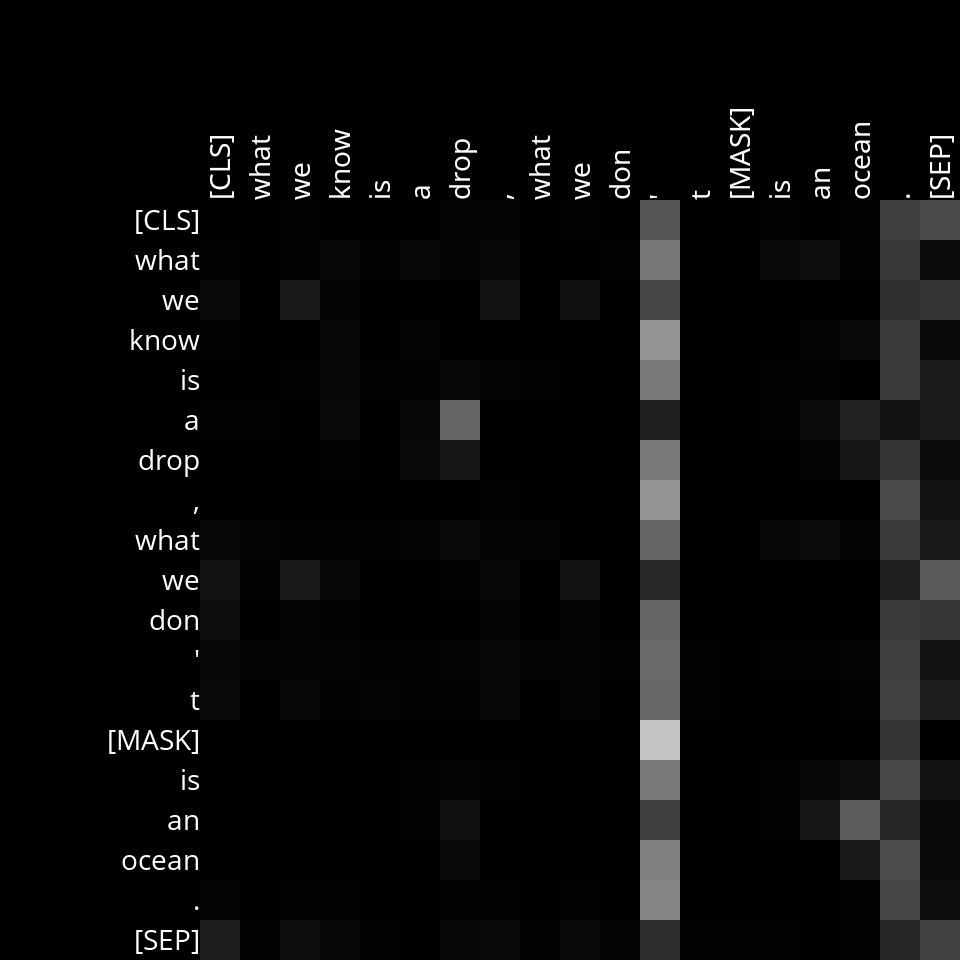 [CLS] what we know is a drop , what we don ' t [MASK] is an ocean . [SEP]
[CLS]
what
we
know
is
a
drop
,
what
we
don
'
t
[MASK]
is
an
ocean
.
[SEP]